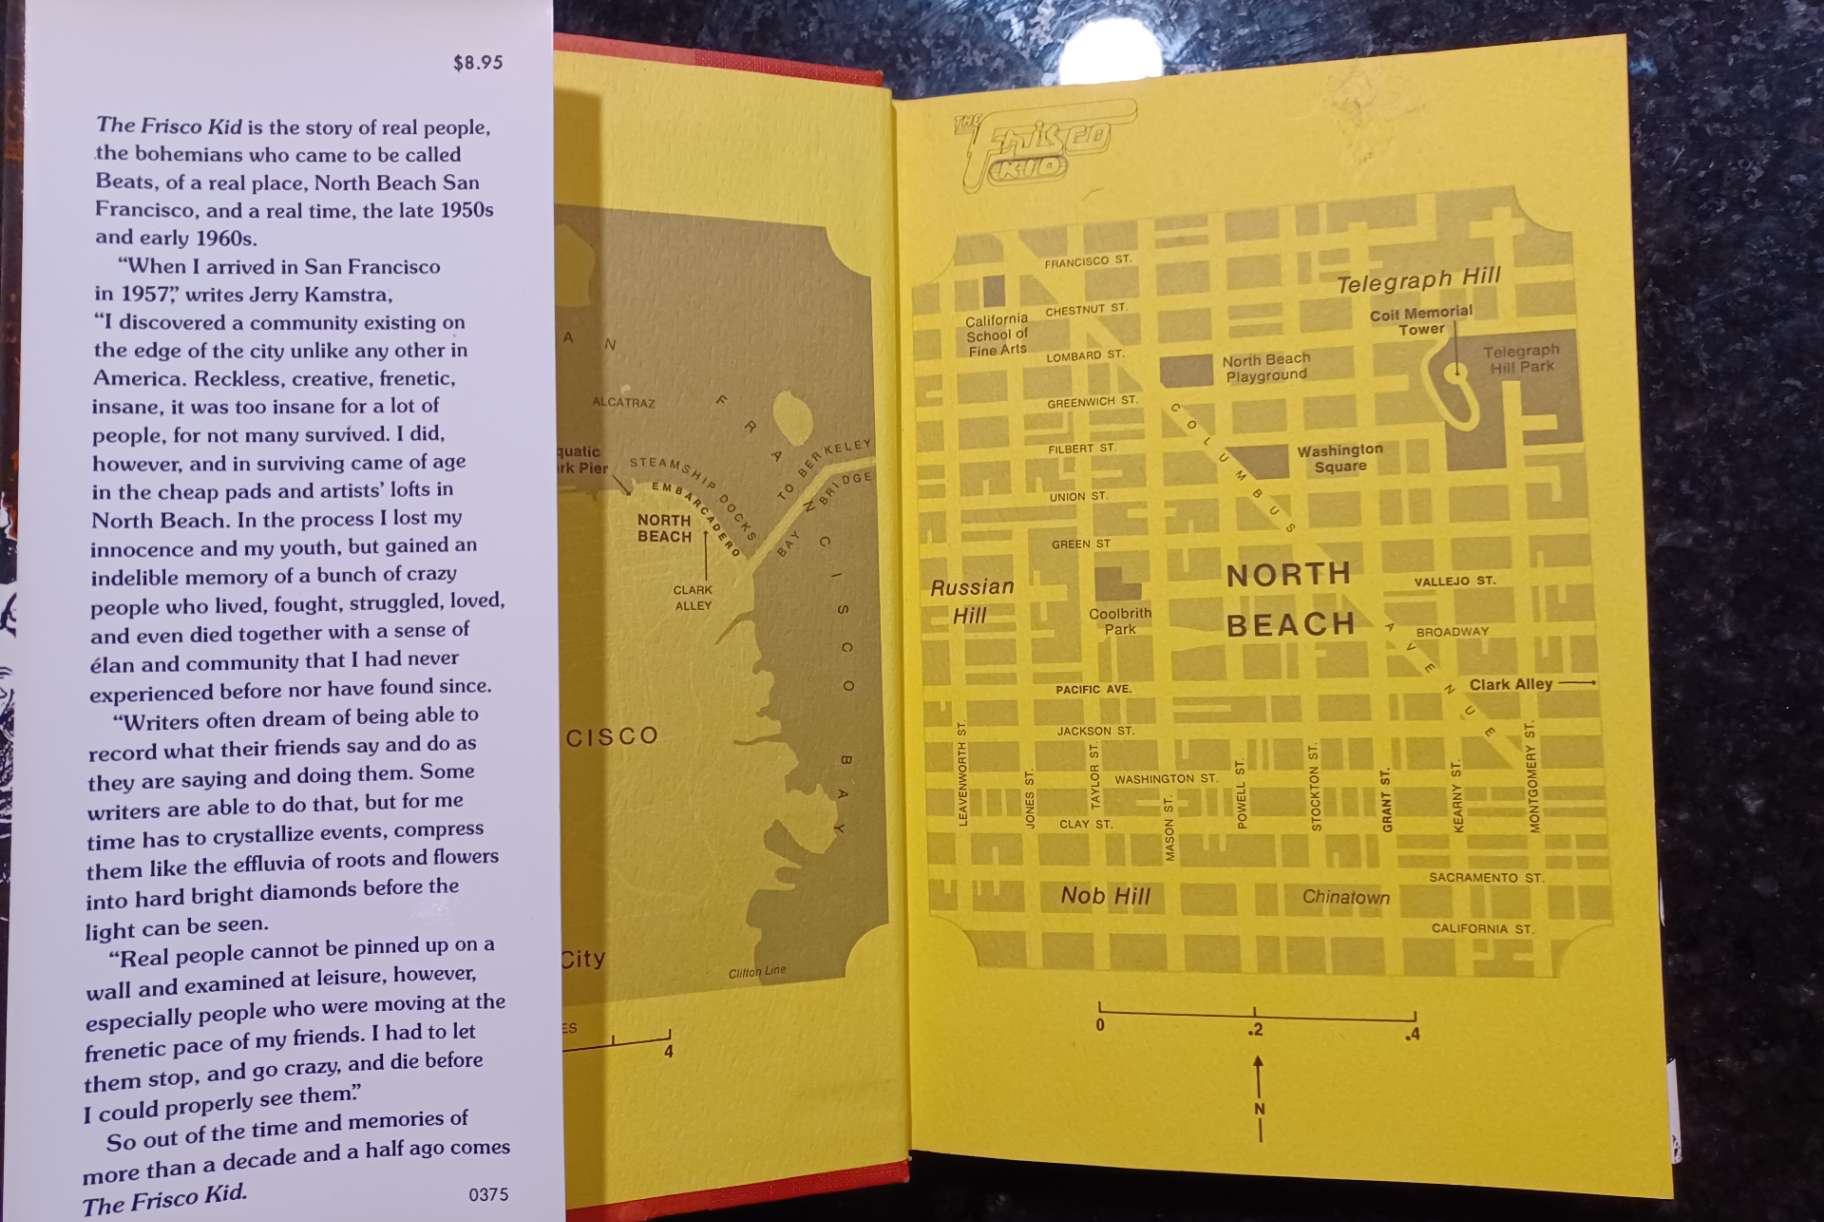 $8.95
The Frisco Kid is the story of real people,
the bohemians who came to be called
Beats, of a real place, North Beach San
Francisco, and a real time, the late 1950s
and early 1960s.
“When I arrived in San Francisco
in 1957,” writes Jerry Kamstra,
“I discovered a community existing on
the edge of the city unlike any other in
America. Reckless, creative, frenetic,
insane, it was too insane for a lot of
people, for not many survived. I did,
however, and in surviving came of age
in the cheap pads and artists’ lofts in
North Beach. In the process I lost my
innocence and my youth, but gained an
indelible memory of a bunch of crazy
people who lived, fought, struggled, loved,
and even died together with a sense of
élan and community that I had never
experienced before nor have found since.
“Writers often dream of being able to
record what their friends say and do as
they are saying and doing them. Some
writers are able to do that, but for me
time has to crystallize events, compress
them like the effluvia of roots and flowers
into hard bright diamonds before the
light can be seen.
“Real people cannot be pinned up on a
wall and examined at leisure, however,
especially people who were moving at the
frenetic pace of my friends. I had to let
them stop, and go crazy, and die before
I could properly see them.”
So out of the time and memories of
more than a decade and a half ago comes
The Frisco Kid.
0375
A N
FRANCISCO BAY
ALCATRAZ
quatic
rk Pier
STEAMSHIP DOCKS
EMBARCADERO
TO BERKELEY
BAY BRIDGE
NORTH
BEACH
CLARK
ALLEY
CISCO
City
Clifton Line
ES
4
THE
FRISCO
KID
FRANCISCO ST.
Telegraph Hill
CHESTNUT ST.
California
School of
Fine Arts
Coit Memorial
Tower
LOMBARD ST.
North Beach
Playground
Telegraph
Hill Park
GREENWICH ST.
COLUMBUS AVENUE
FILBERT ST.
Washington
Square
UNION ST.
GREEN ST
Russian
Hill
NORTH
BEACH
VALLEJO ST.
Coolbrith
Park
BROADWAY
PACIFIC AVE.
Clark Alley
JACKSON ST.
WASHINGTON ST.
LEAVENWORTH ST.
JONES ST.
TAYLOR ST.
MASON ST.
POWELL ST.
STOCKTON ST.
GRANT ST.
KEARNY ST.
MONTGOMERY ST.
CLAY ST.
SACRAMENTO ST.
Nob Hill
Chinatown
CALIFORNIA ST.
0
.2
.4
N